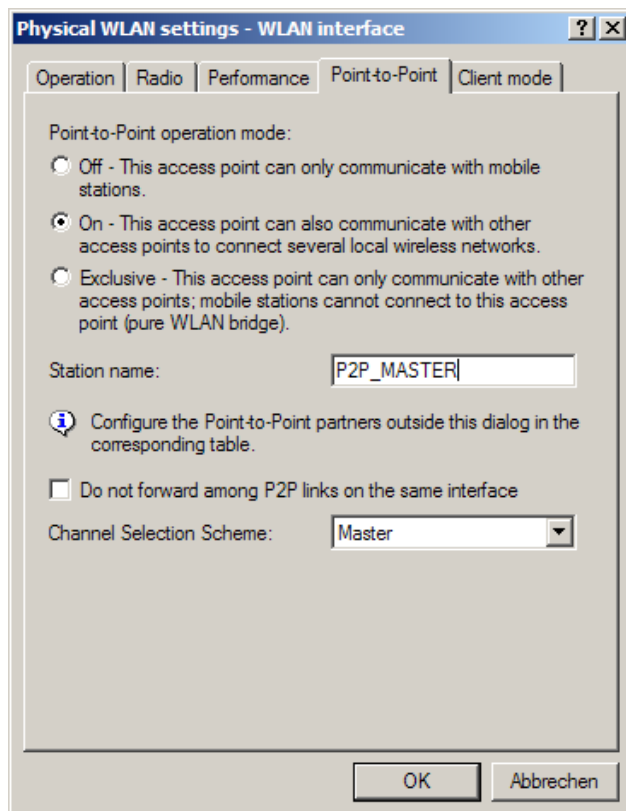 Physical WLAN settings - WLAN interface
Operation
Radio
Performance
Point-to-Point
Client mode
Point-to-Point operation mode:
Off - This access point can only communicate with mobile
stations.
On - This access point can also communicate with other
access points to connect several local wireless networks.
Exclusive - This access point can only communicate with other
access points; mobile stations cannot connect to this access
point (pure WLAN bridge).
Station name:
P2P_MASTER
Configure the Point-to-Point partners outside this dialog in the
corresponding table.
Do not forward among P2P links on the same interface
Channel Selection Scheme:
Master
OK
Abbrechen